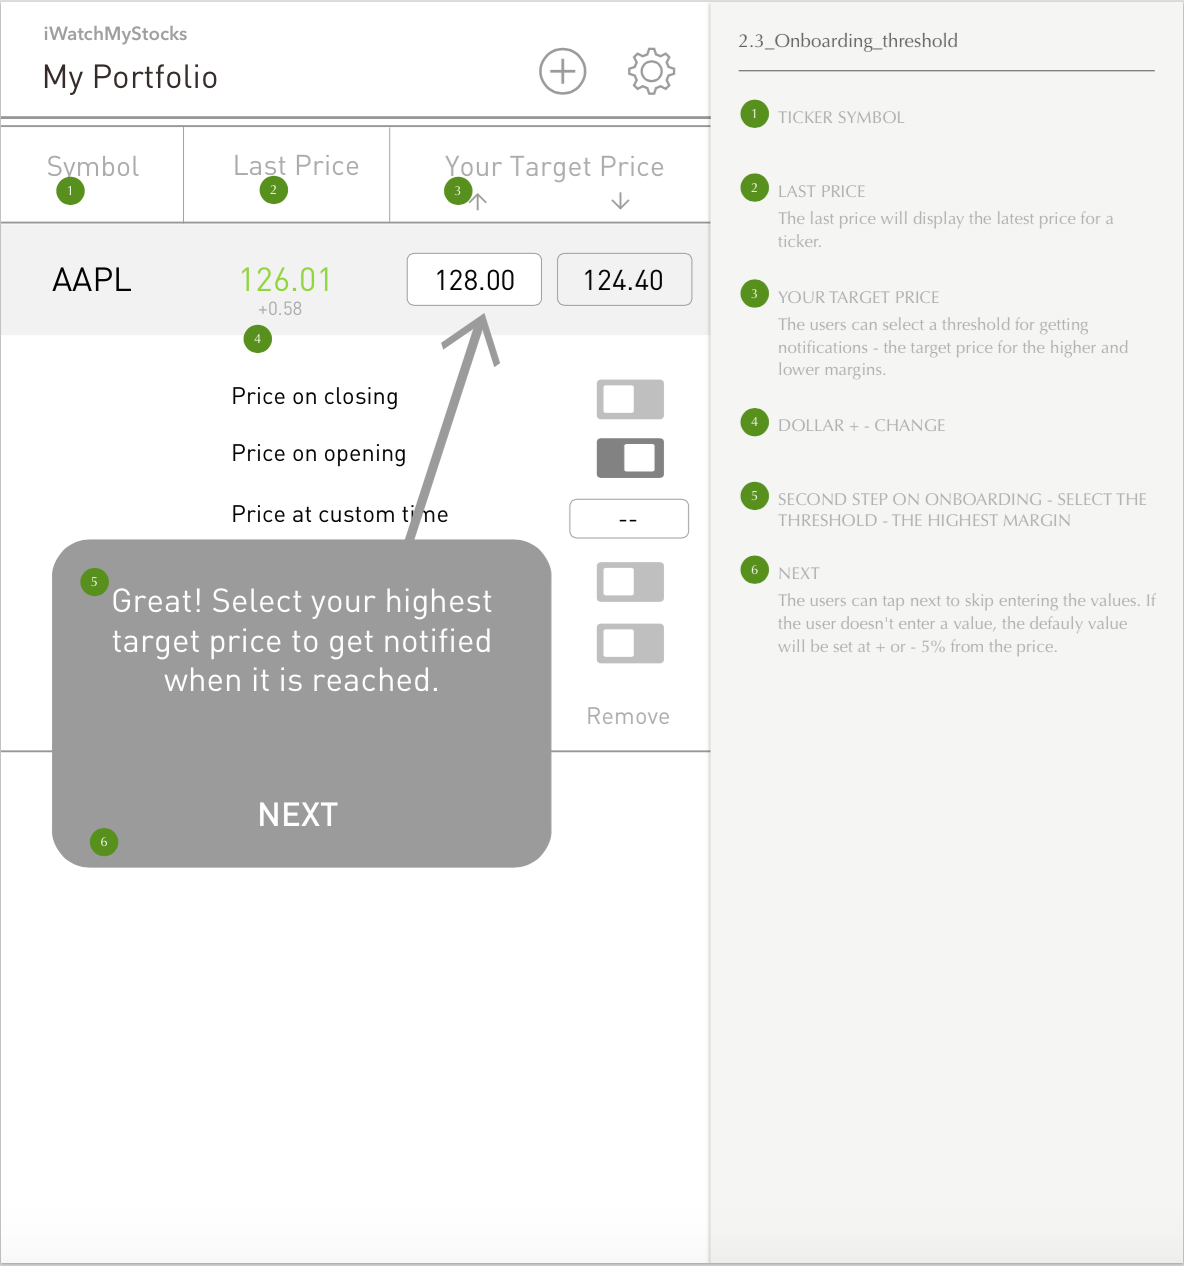 iWatchMyStocks
My Portfolio
Symbol
Last Price
Your Target Price
1
2
3
AAPL
126.01
128.00
124.40
+0.58
4
Price on closing
Price on opening
Price at custom time
--
5
Great! Select your highest
target price to get notified
when it is reached.
Remove
NEXT
6
2.3_Onboarding_threshold
1 TICKER SYMBOL
2 LAST PRICE
The last price will display the latest price for a
ticker.
3 YOUR TARGET PRICE
The users can select a threshold for getting
notifications - the target price for the higher and
lower margins.
4 DOLLAR + - CHANGE
5 SECOND STEP ON ONBOARDING - SELECT THE
THRESHOLD - THE HIGHEST MARGIN
6 NEXT
The users can tap next to skip entering the values. If
the user doesn't enter a value, the defauly value
will be set at + or - 5% from the price.